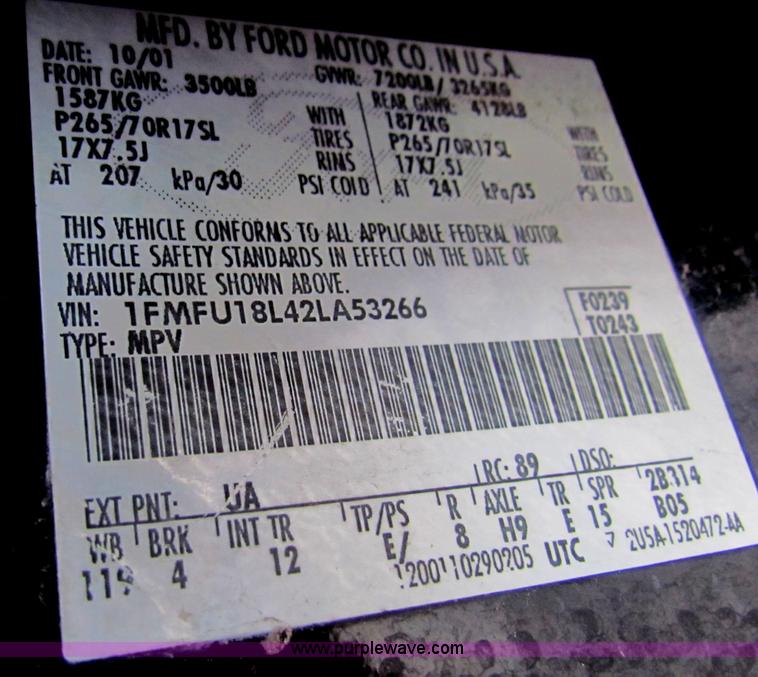 MFD. BY FORD MOTOR CO. IN U.S.A.
DATE: 10/01 GVWR: 7200LB/ 3265KG
FRONT GAWR: 3500LB REAR GAWR: 4128LB
1587KG WITH 1872KG WITH
P265/70R17SL TIRES P265/70R17SL TIRES
17X7.5J RIMS 17X7.5J RIMS
AT 207 kPa/30 PSI COLD AT 241 kPa/35 PSI COLD
THIS VEHICLE CONFORMS TO ALL APPLICABLE FEDERAL MOTOR
VEHICLE SAFETY STANDARDS IN EFFECT ON THE DATE OF
MANUFACTURE SHOWN ABOVE.
VIN: 1FMFU18L42LA53266 F0239
TYPE: MPV T0243
EXT PNT: UA RC: 89 DSO:
WB BRK INT TR TP/PS R AXLE TR SPR 2B314
119 4 12 E/ 8 H9 E 15 B05
1200110290205 UTC 2U5A-1520472-AA
www.purplewave.com